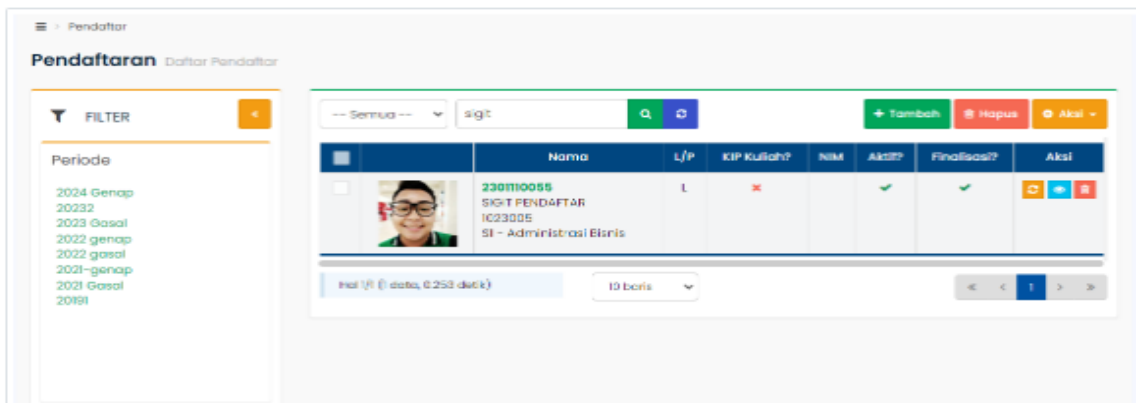 Pendaftar
Pendaftaran Daftar Pendaftar
FILTER
<
Periode
2024 Genap
20232
2023 Gasal
2022 genap
2022 gasal
2021-genap
2021 Gasal
20191
-- Semua -- sigit + Tambah Hapus Aksi
Nama L/P KIP Kuliah? NIM Aktif? Finalisasi? Aksi
2301110055 L
SIGIT PENDAFTAR
1023005
S1 - Administrasi Bisnis
Hal 1/1 (1 data, 0.253 detik) 10 baris « < 1 > »